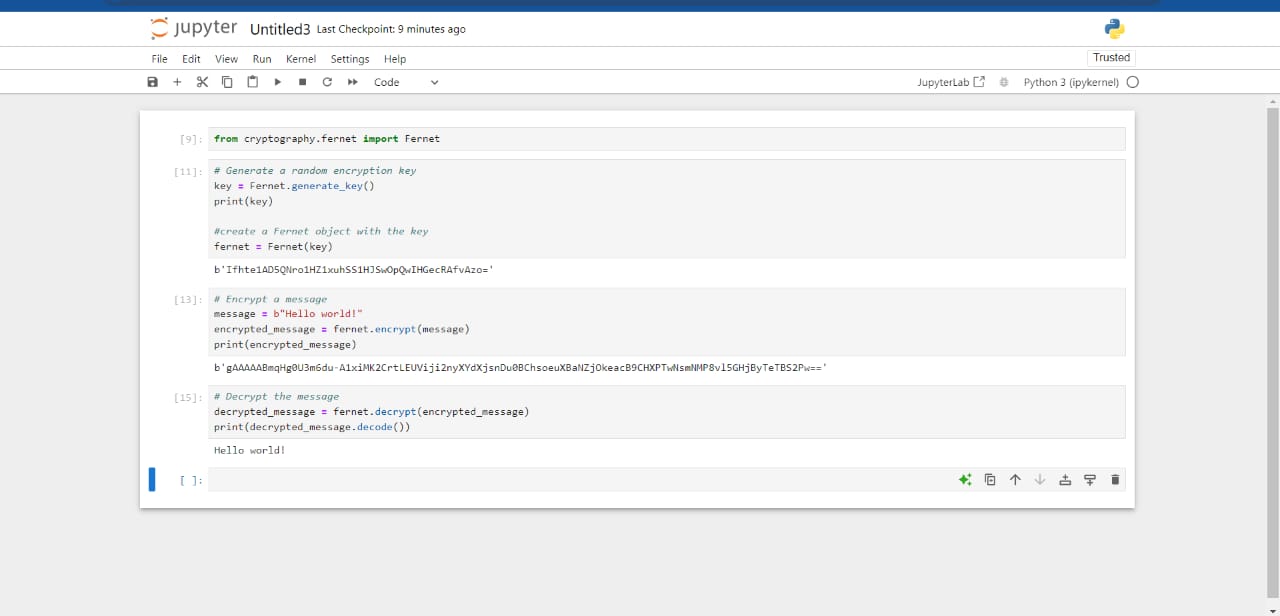 jupyter Untitled3 Last Checkpoint: 9 minutes ago
File Edit View Run Kernel Settings Help
Trusted
Code
JupyterLab Python 3 (ipykernel)
[9]: from cryptography.fernet import Fernet
[11]: # Generate a random encryption key
key = Fernet.generate_key()
print(key)
#create a Fernet object with the key
fernet = Fernet(key)
b'Ifhte1AD5QNro1HZ1xuhSS1HJSwOpQwIHGecRAfvAzo='
[13]: # Encrypt a message
message = b"Hello world!"
encrypted_message = fernet.encrypt(message)
print(encrypted_message)
b'gAAAAABmqHg0U3m6du-A1xiMK2CrtLEUViji2nyXYdXjsnDu0BChsoeuXBaNZjOkeacB9CHXPTwNsmNMP8vl5GHjByTeTBS2Pw=='
[15]: # Decrypt the message
decrypted_message = fernet.decrypt(encrypted_message)
print(decrypted_message.decode())
Hello world!
[ ]: